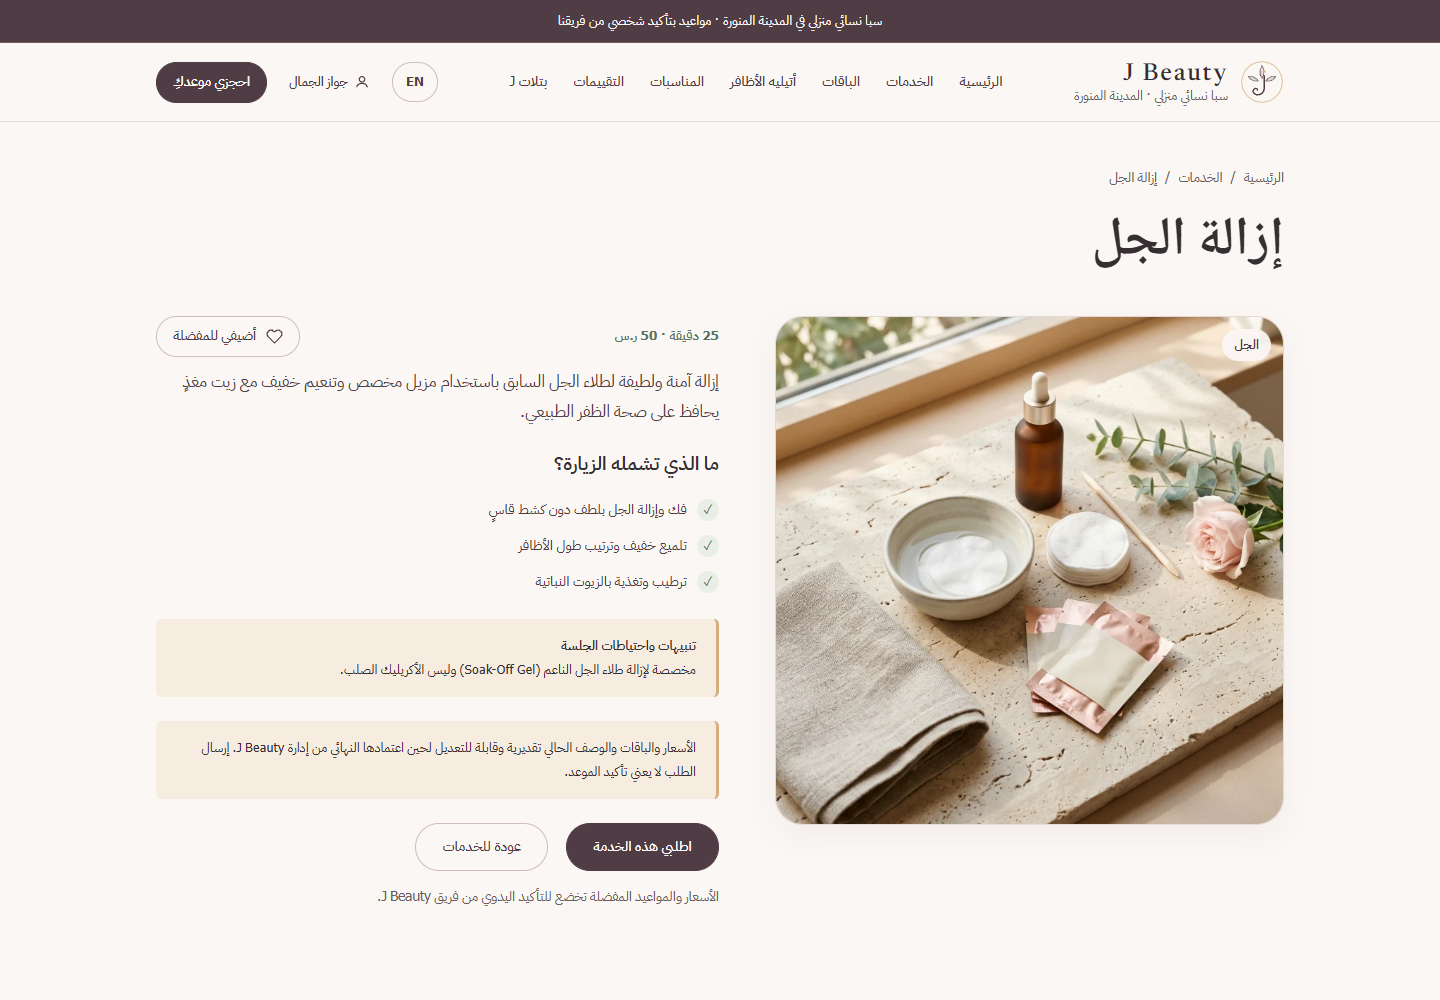 سبا نسائي منزلي في المدينة المنورة · مواعيد بتأكيد شخصي من فريقنا
J Beauty
سبا نسائي منزلي · المدينة المنورة
الرئيسية
الخدمات
الباقات
أتيليه الأظافر
المناسبات
التقييمات
بتلات J
EN
جواز الجمال
احجزي موعدكِ
الرئيسية / الخدمات / إزالة الجل
إزالة الجل
الجل
25 دقيقة · 50 ر.س
أضيفي للمفضلة
إزالة آمنة ولطيفة لطلاء الجل السابق باستخدام مزيل مخصص وتنعيم خفيف مع زيت مغذٍ
يحافظ على صحة الظفر الطبيعي.
ما الذي تشمله الزيارة؟
فك وإزالة الجل بلطف دون كشط قاسٍ
تلميع خفيف وترتيب طول الأظافر
ترطيب وتغذية بالزيوت النباتية
تنبيهات واحتياطات الجلسة
مخصصة لإزالة طلاء الجل الناعم (Soak-Off Gel) وليس الأكريليك الصلب.
الأسعار والباقات والوصف الحالي تقديرية وقابلة للتعديل لحين اعتمادها النهائي من إدارة J Beauty. إرسال
الطلب لا يعني تأكيد الموعد.
اطلبي هذه الخدمة
عودة للخدمات
الأسعار والمواعيد المفضلة تخضع للتأكيد اليدوي من فريق J Beauty.